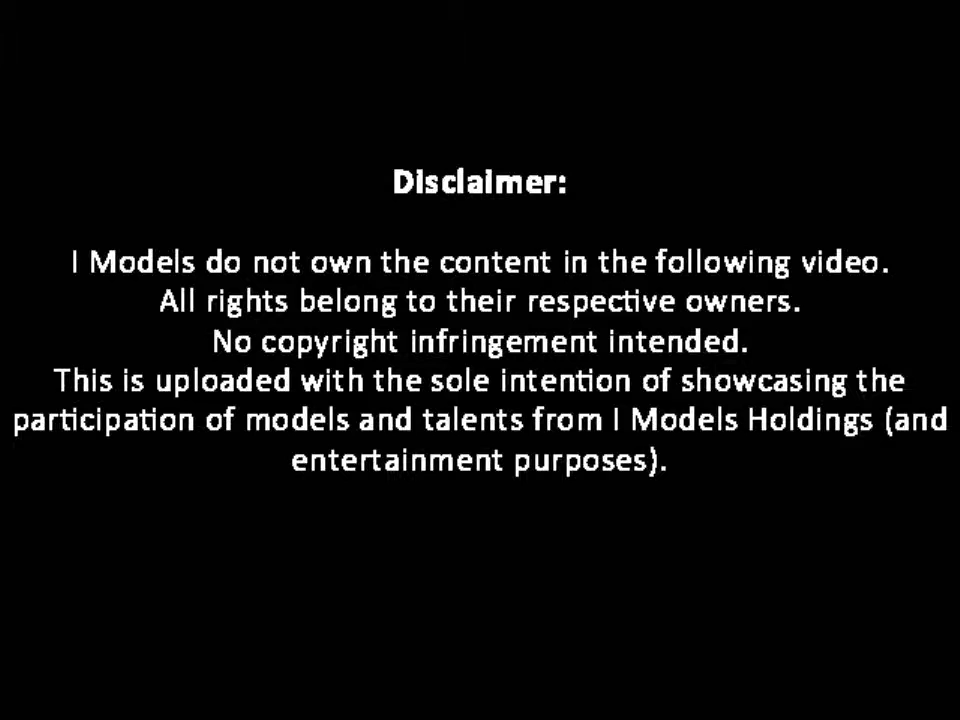 Disclaimer:
I Models do not own the content in the following video.
All rights belong to their respective owners.
No copyright infringement intended.
This is uploaded with the sole intention of showcasing the
participation of models and talents from I Models Holdings (and
entertainment purposes).